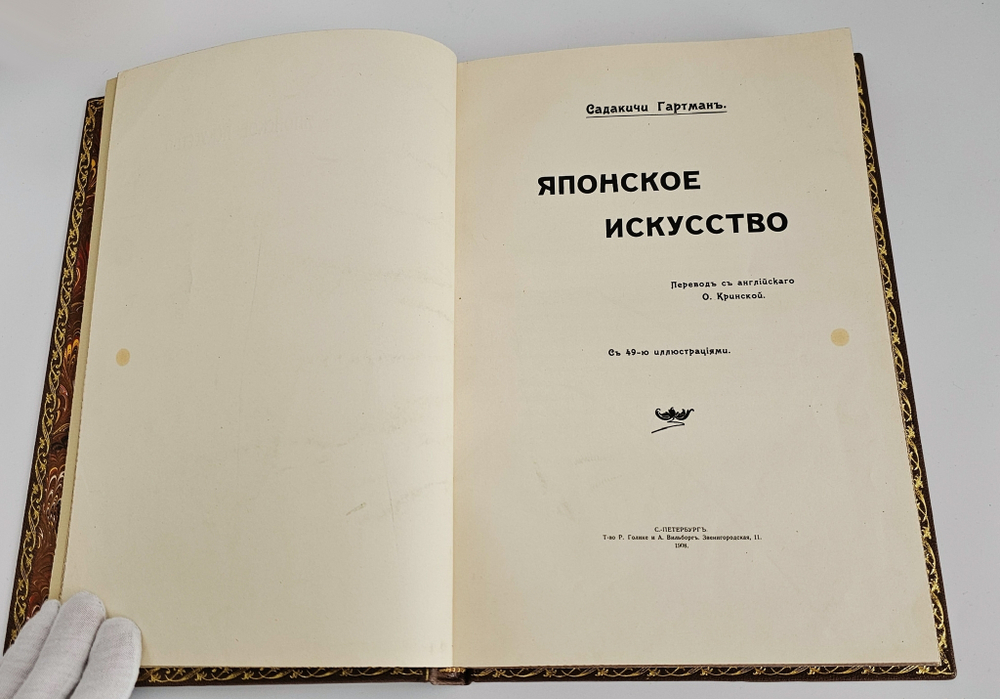 Садакичи Гартманъ.
ЯПОНСКОЕ
ИСКУССТВО
Переводъ съ англійскаго
О. Кринской.
Съ 49-ю иллюстраціями.
С.-ПЕТЕРБУРГЪ.
Т-во Р. Голике и А. Вильборгъ. Звенигородская, 11.
1908.